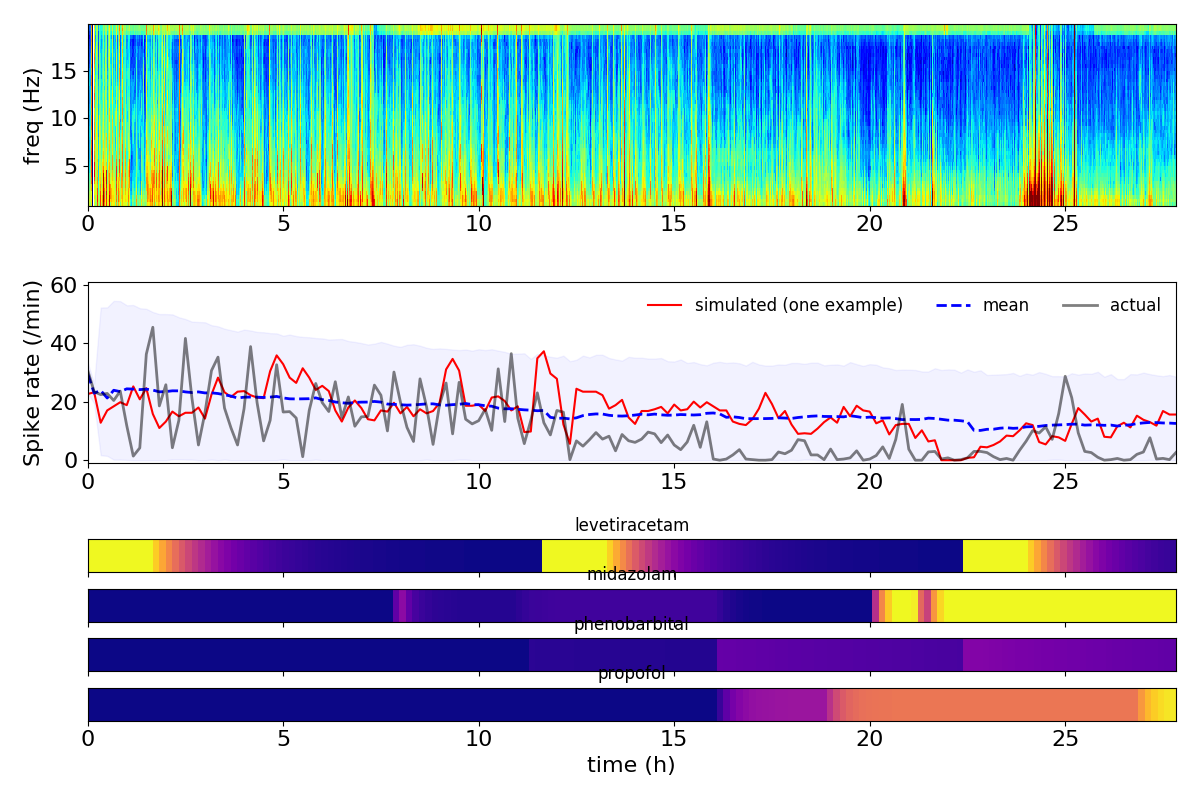 freq (Hz)
15
10
5
0 5 10 15 20 25
Spike rate (/min)
60
40
20
0
simulated (one example) mean actual
0 5 10 15 20 25
levetiracetam
midazolam
phenobarbital
propofol
0 5 10 15 20 25
time (h)